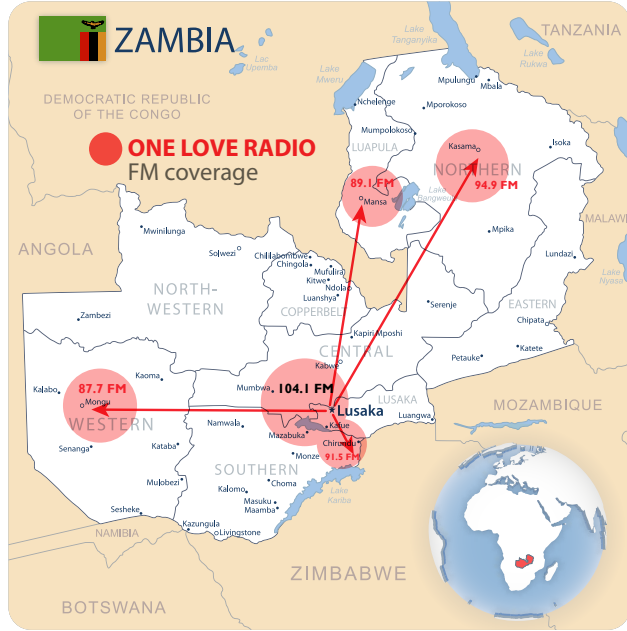 ZAMBIA
TANZANIA
Lake
Tanganyika
Lake
Rukwa
Lac
Upemba
Lake
Mweru
Mpulungu
Mbala
DEMOCRATIC REPUBLIC
OF THE CONGO
Nchelenge
Mporokoso
ONE LOVE RADIO
FM coverage
Mumpolokoso
LUAPULA
Kasama
Isoka
NORTHERN
89.1 FM
94.9 FM
Mansa
Lake
Bangweulu
MALAWI
Mwinilunga
Mpika
ANGOLA
Solwezi
Chililabombwe
Chingola
Mufulira
Kitwe
Ndola
Luanshya
Lundazi
Lake
Nyasa
NORTH-
WESTERN
COPPERBELT
Serenje
EASTERN
Zambezi
Chipata
Kapiri Mposhi
CENTRAL
Katete
Petauke
Kabwe
Kaoma
Kalabo
87.7 FM
Mumbwa
104.1 FM
Mongu
LUSAKA
Lusaka
Luangwa
MOZAMBIQUE
WESTERN
Namwala
Kafue
Mazabuka
Chirundu
91.5 FM
Senanga
Kataba
Monze
SOUTHERN
Mulobezi
Choma
Kalomo
Lake
Kariba
Masuku
Maamba
Sesheke
Kazungula
Livingstone
NAMIBIA
ZIMBABWE
BOTSWANA